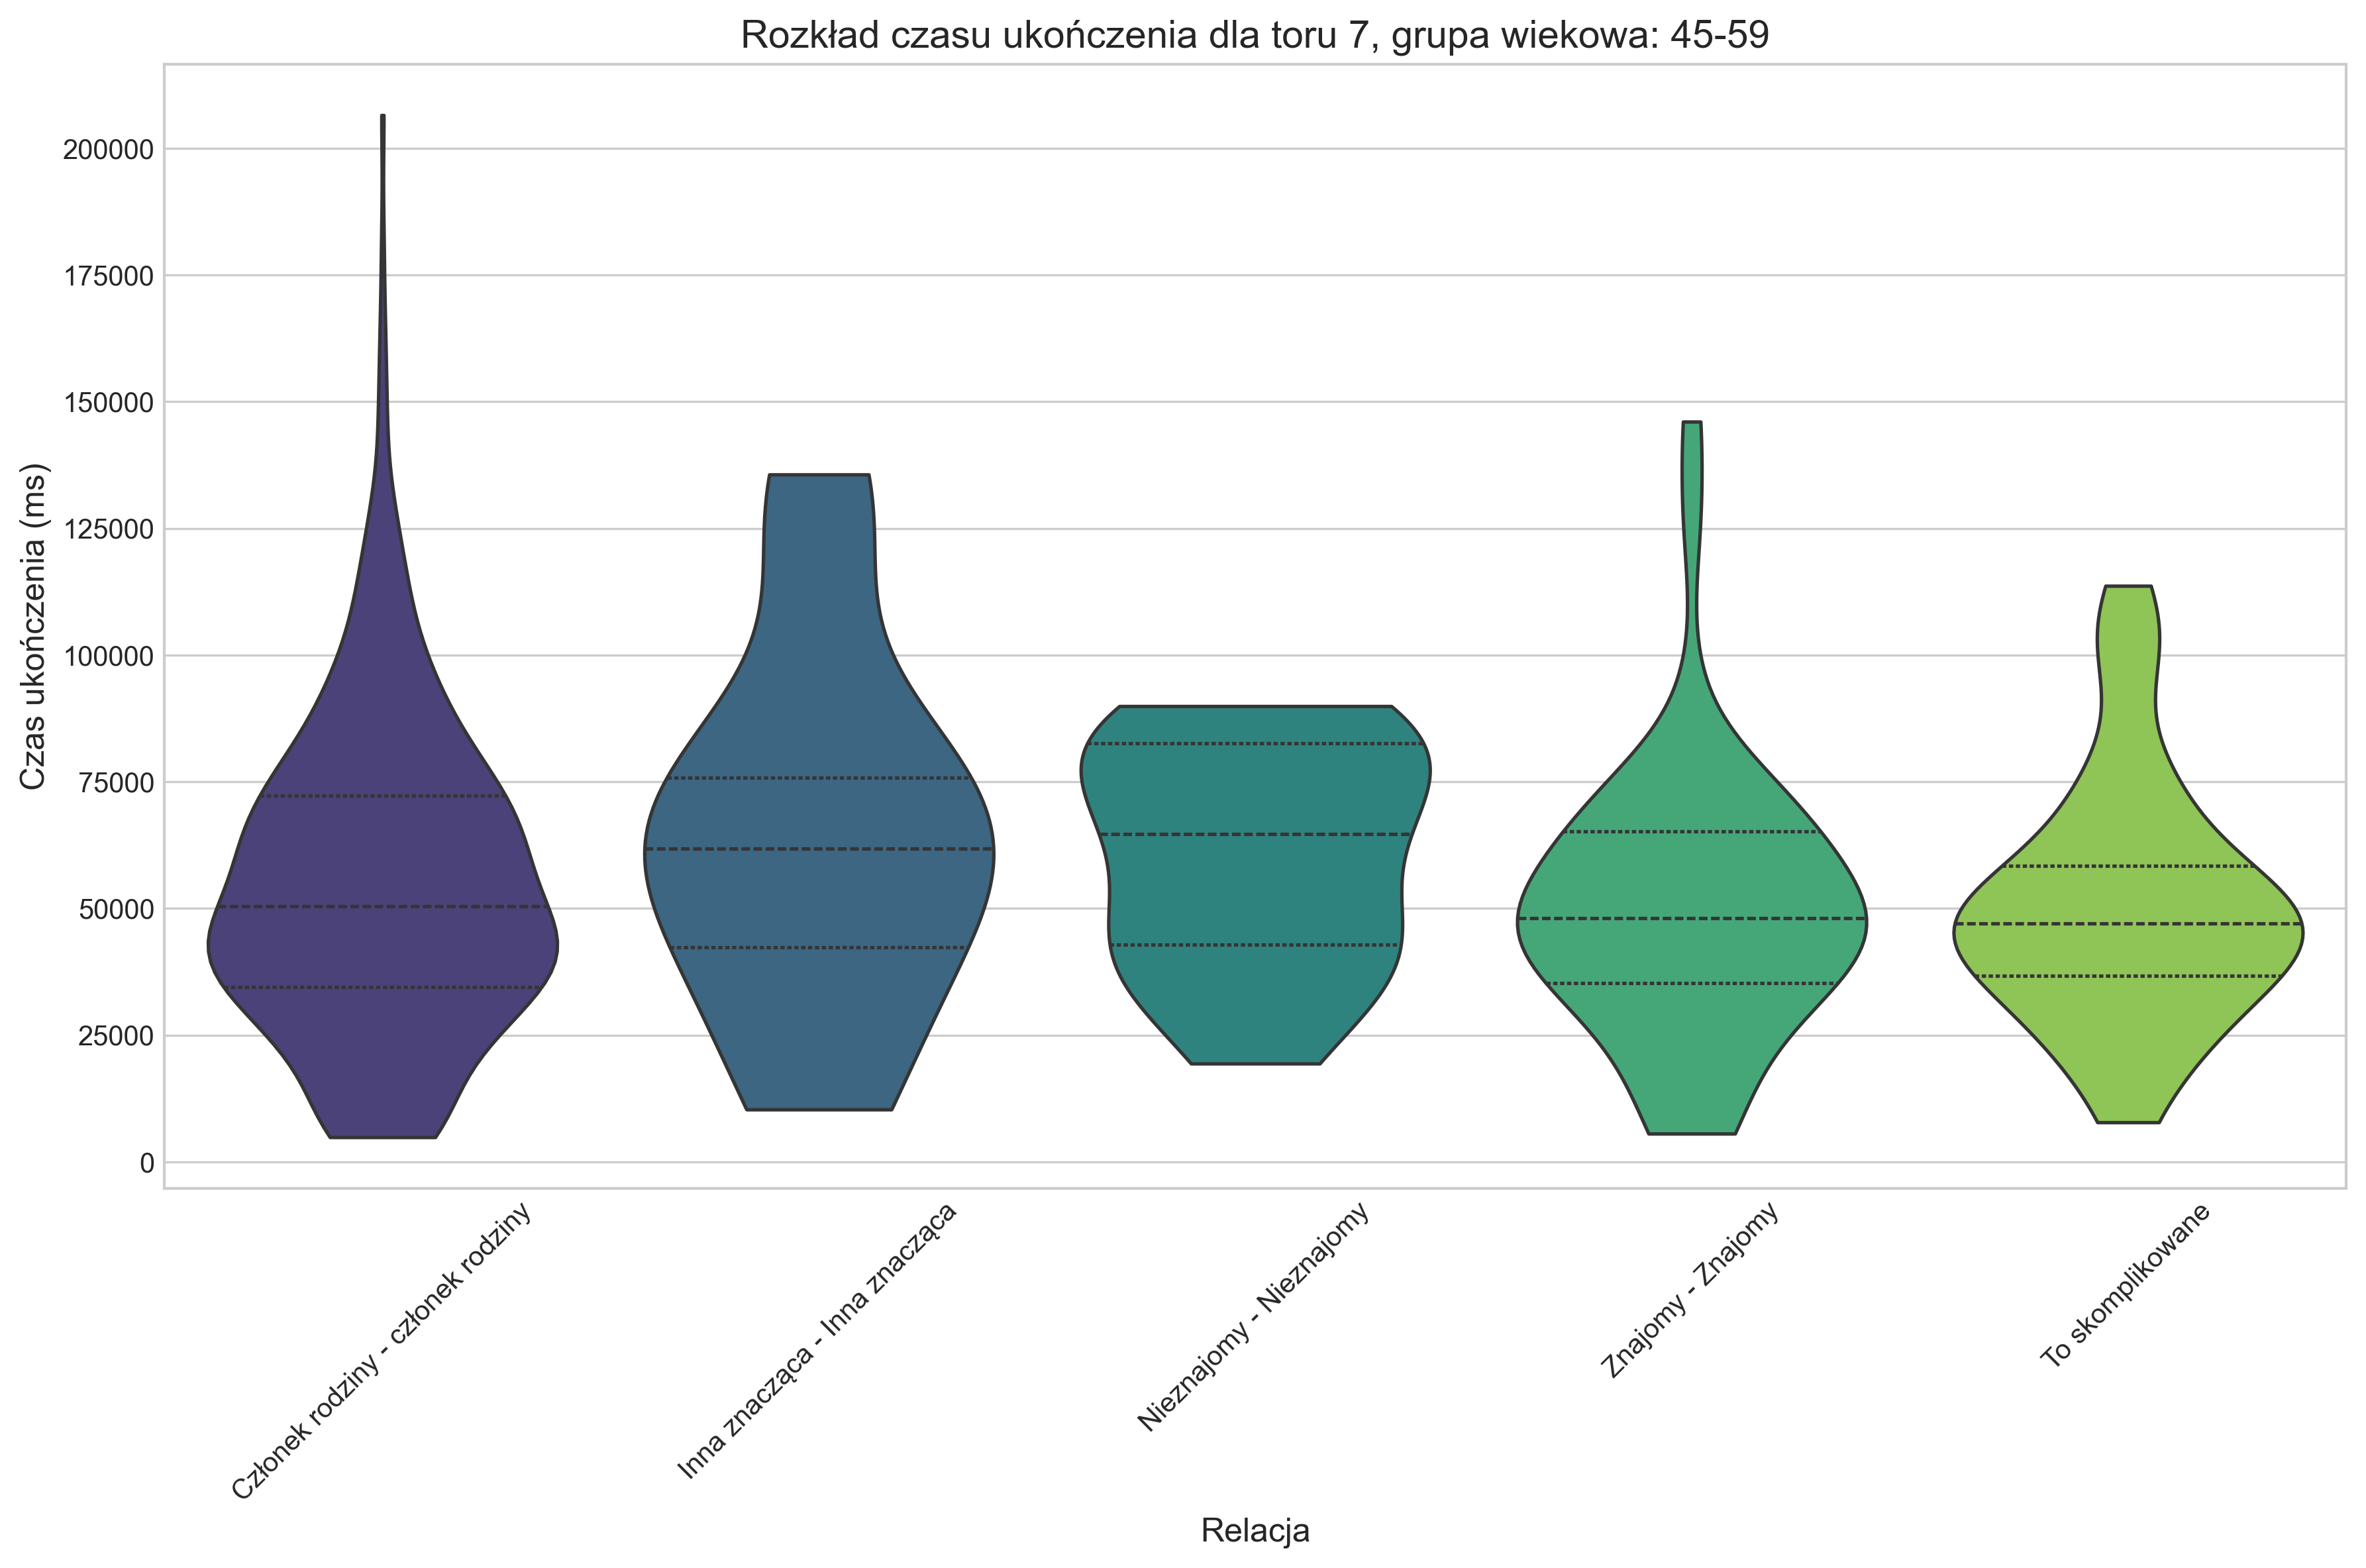 Rozkład czasu ukończenia dla toru 7, grupa wiekowa: 45-59
Czas ukończenia (ms)
200000
175000
150000
125000
100000
75000
50000
25000
0
Członek rodziny - członek rodziny
Inna znacząca - Inna znacząca
Nieznajomy - Nieznajomy
Znajomy - Znajomy
To skomplikowane
Relacja